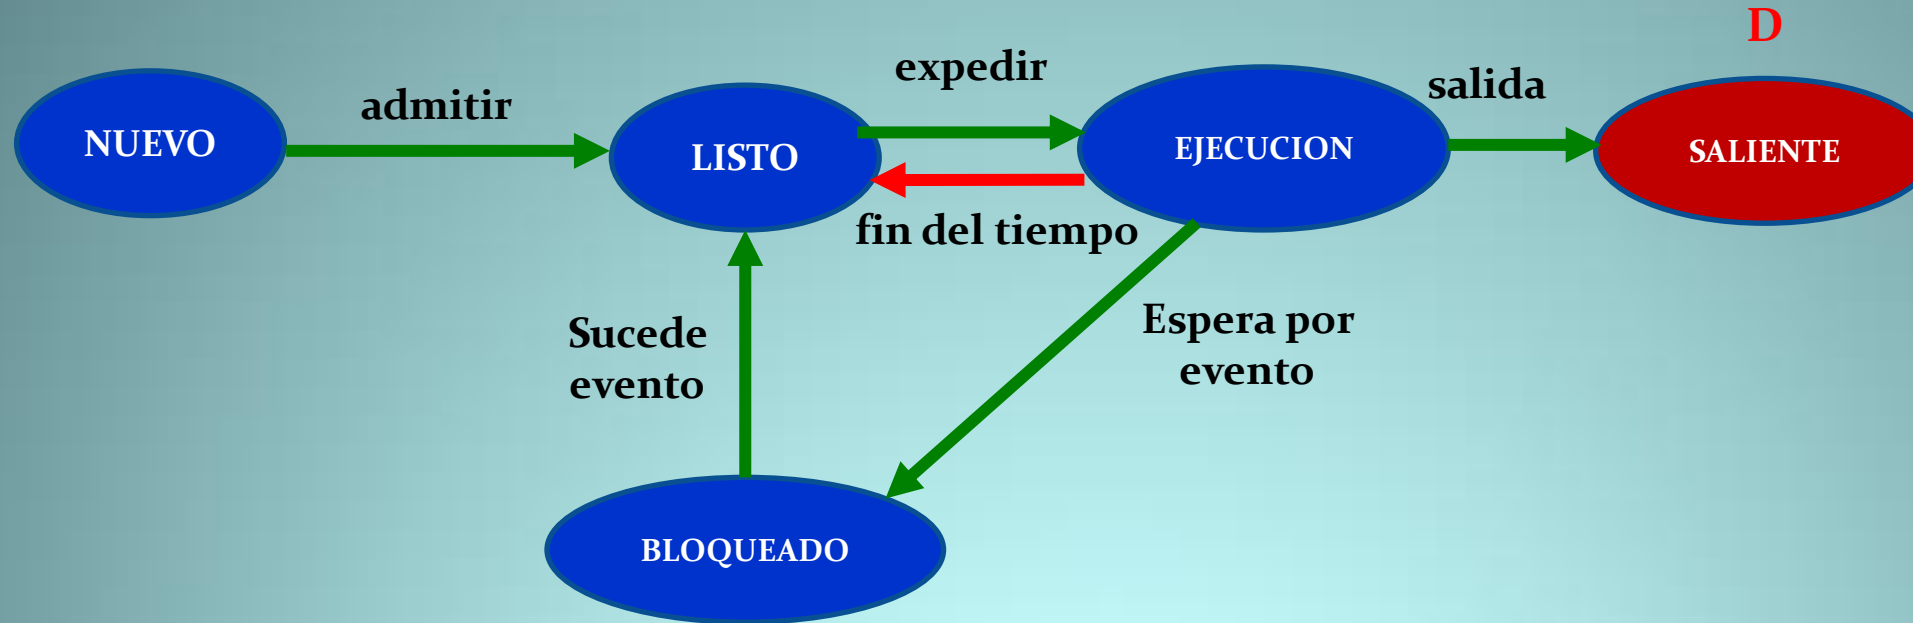 D
NUEVO
admitir
LISTO
expedir
fin del tiempo
EJECUCION
salida
SALIENTE
Sucede
evento
Espera por
evento
BLOQUEADO